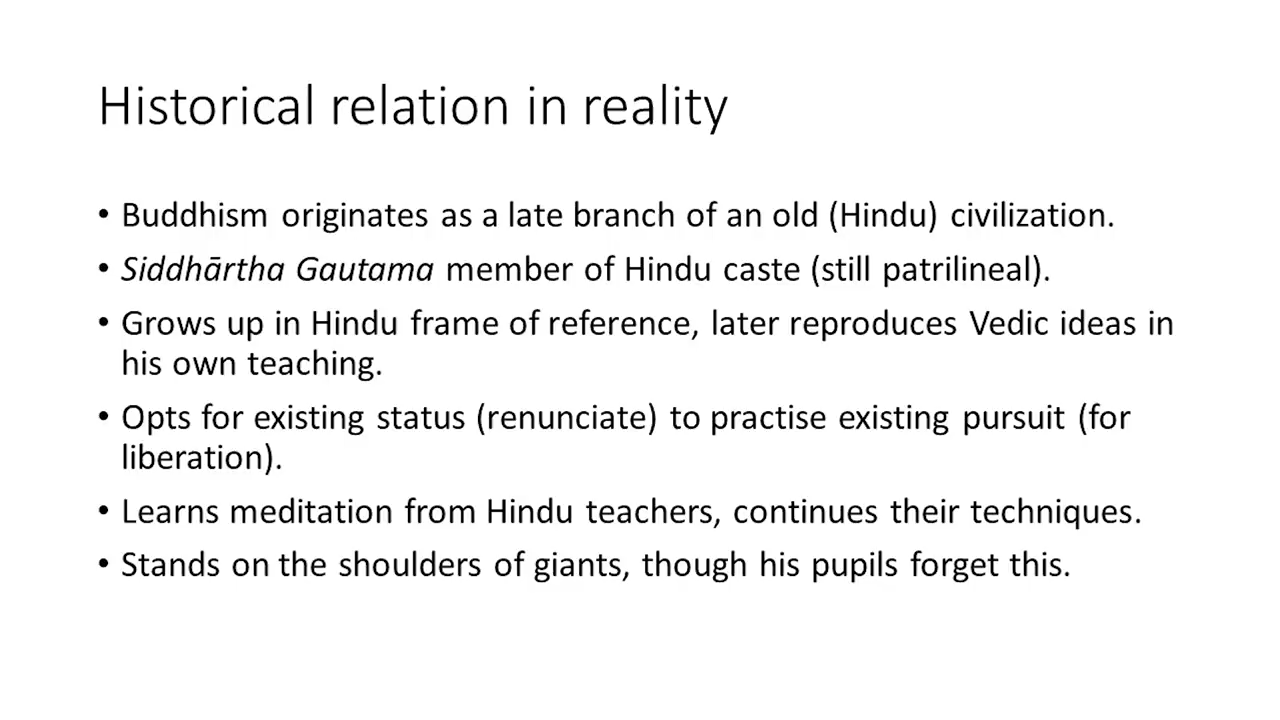 Historical relation in reality
• Buddhism originates as a late branch of an old (Hindu) civilization.
• Siddhārtha Gautama member of Hindu caste (still patrilineal).
• Grows up in Hindu frame of reference, later reproduces Vedic ideas in
his own teaching.
• Opts for existing status (renunciate) to practise existing pursuit (for
liberation).
• Learns meditation from Hindu teachers, continues their techniques.
• Stands on the shoulders of giants, though his pupils forget this.